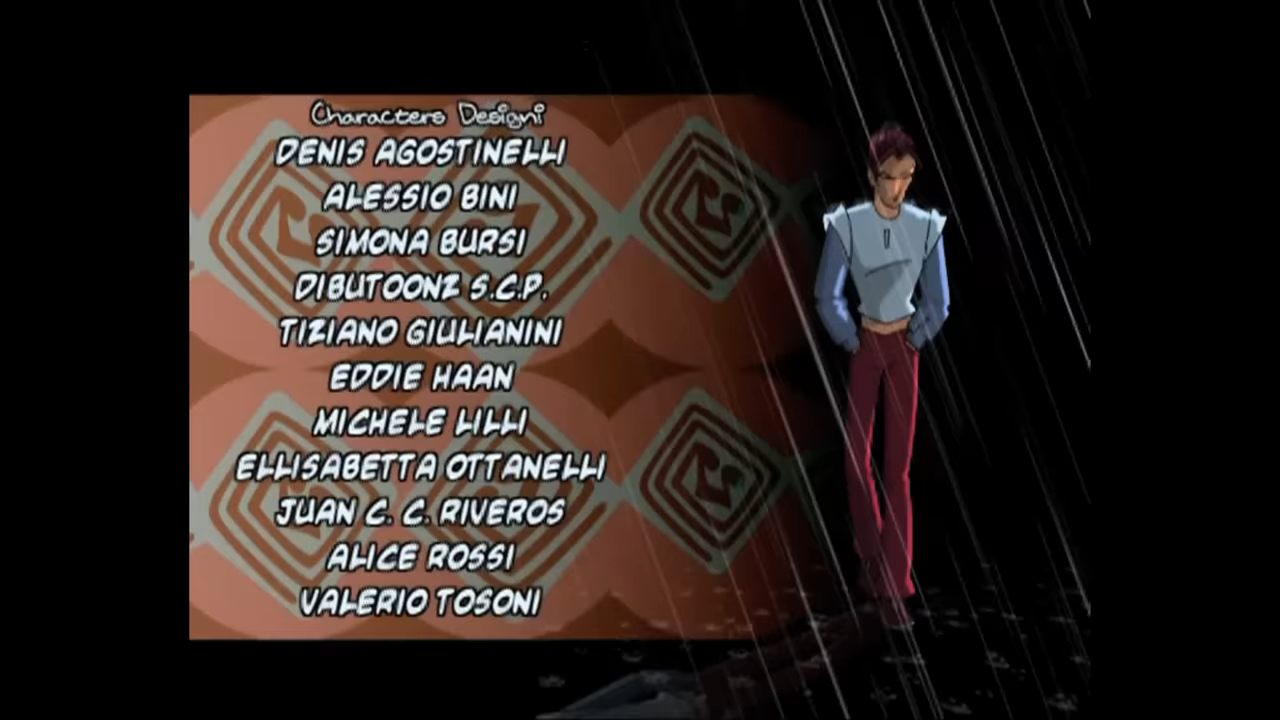 Characters Designi
DENIS AGOSTINELLI
ALESSIO BINI
SIMONA BURSI
DIBUTOONZ S.C.P.
TIZIANO GIULIANINI
EDDIE HAAN
MICHELE LILLI
ELLISABETTA OTTANELLI
JUAN C. C. RIVEROS
ALICE ROSSI
VALERIO TOSONI